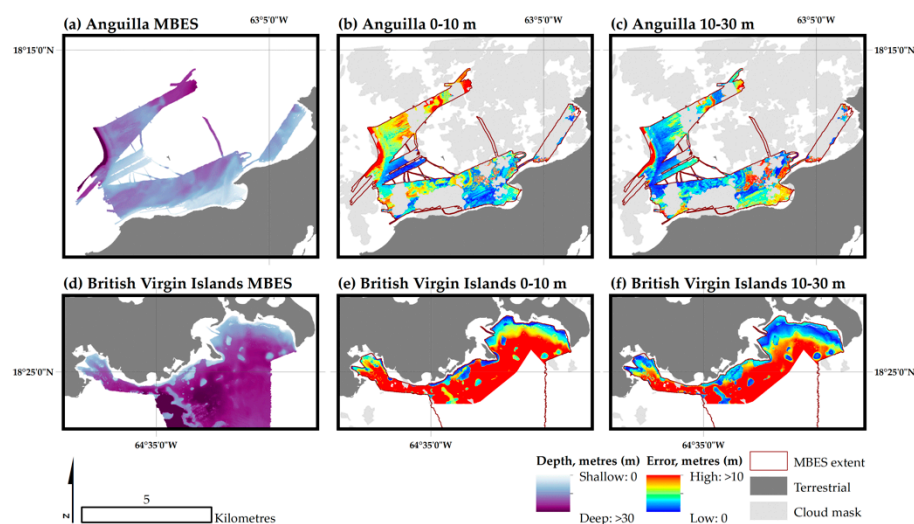 (a) Anguilla MBES
63°5'0"W
(b) Anguilla 0-10 m
63°5'0"W
(c) Anguilla 10-30 m
63°5'0"W
18°15'0"N
18°15'0"N
(d) British Virgin Islands MBES
(e) British Virgin Islands 0-10 m
(f) British Virgin Islands 10-30 m
18°25'0"N
18°25'0"N
64°35'0"W
64°35'0"W
64°35'0"W
Depth, metres (m)
Error, metres (m)
Shallow: 0
High: >10
MBES extent
Terrestrial
Deep: >30
Low: 0
Cloud mask
N
5
Kilometres